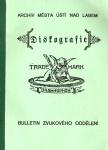 ARCHIV MĚSTA ÚSTÍ NAD LABEM
Diskografie
TRADE MARK
BULLETIN ZVUKOVÉHO ODDĚLENÍ